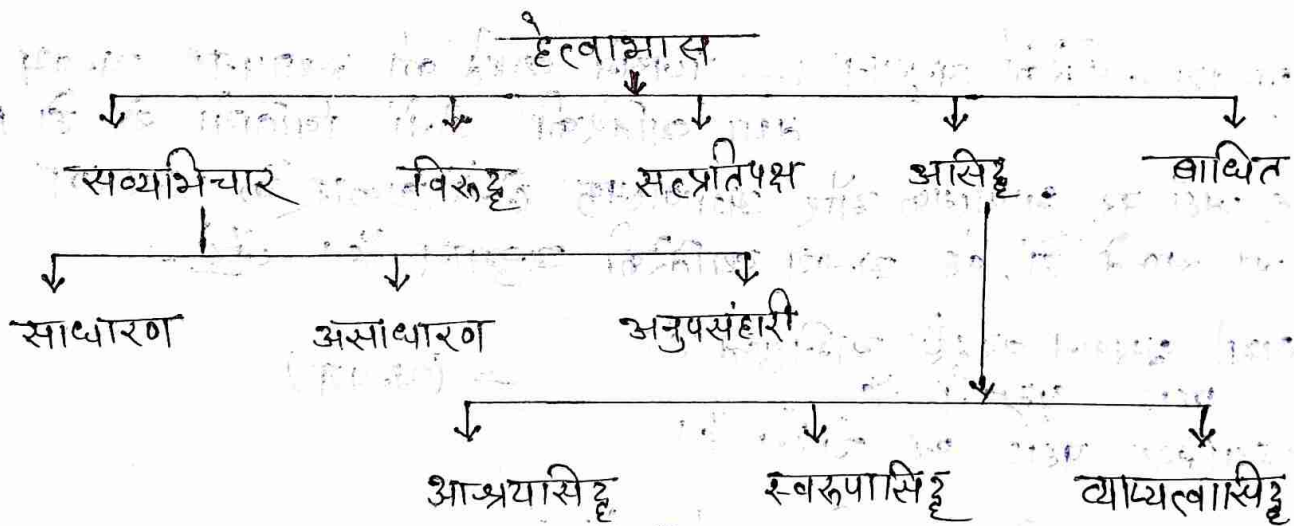 हेत्वाभास
सव्यभिचार विरुद्ध सत्प्रतिपक्ष असिद्ध बाधित
साधारण असाधारण अनुपसंहारी
आश्रयासिद्ध स्वरूपासिद्ध व्याप्यत्वासिद्ध